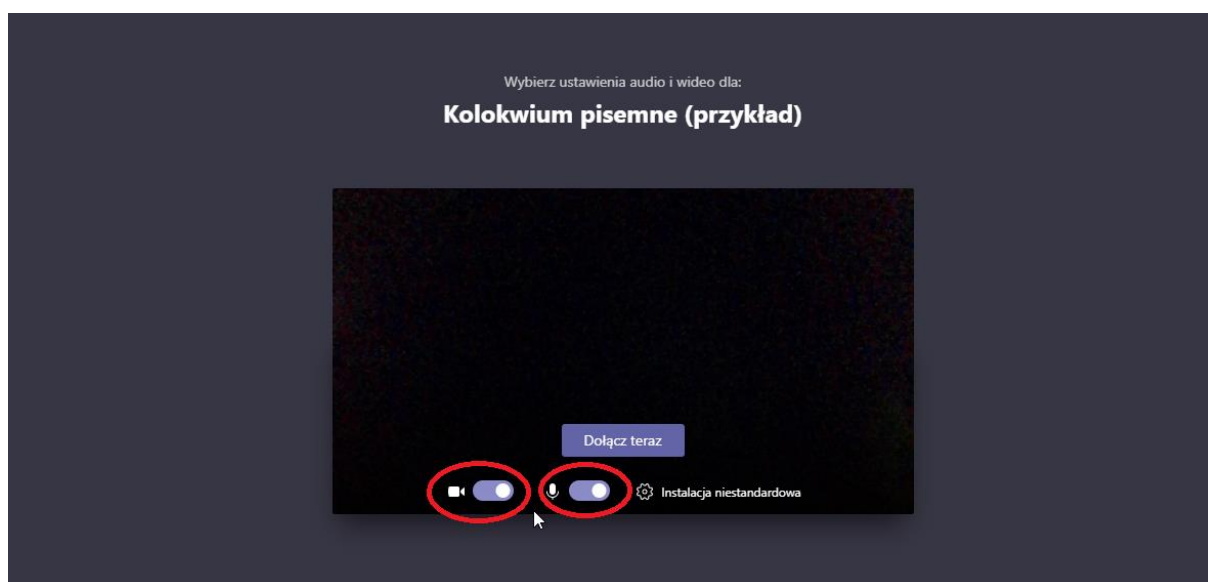 Wybierz ustawienia audio i wideo dla:
Kolokwium pisemne (przykład)
Dołącz teraz
Instalacja niestandardowa